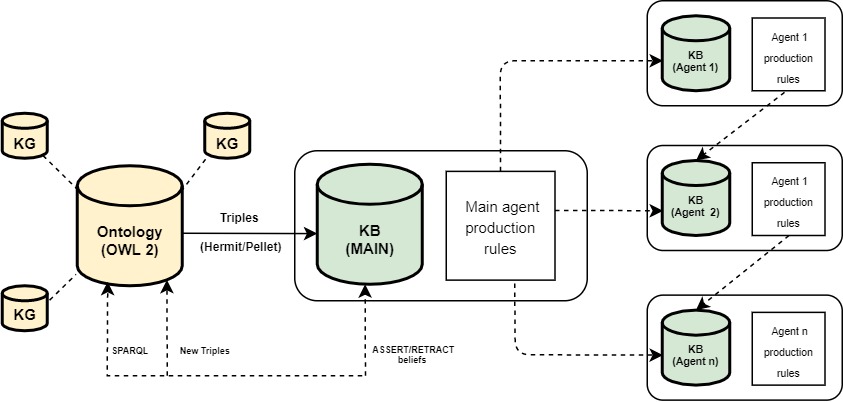 KG
KG
Ontology
(OWL 2)
KG
Triples
(Hermit/Pellet)
KB
(MAIN)
Main agent
production
rules
SPARQL
New Triples
ASSERT/RETRACT
beliefs
KB
(Agent 1)
Agent 1
production
rules
KB
(Agent  2)
Agent 1
production
rules
KB
(Agent n)
Agent n
production
rules